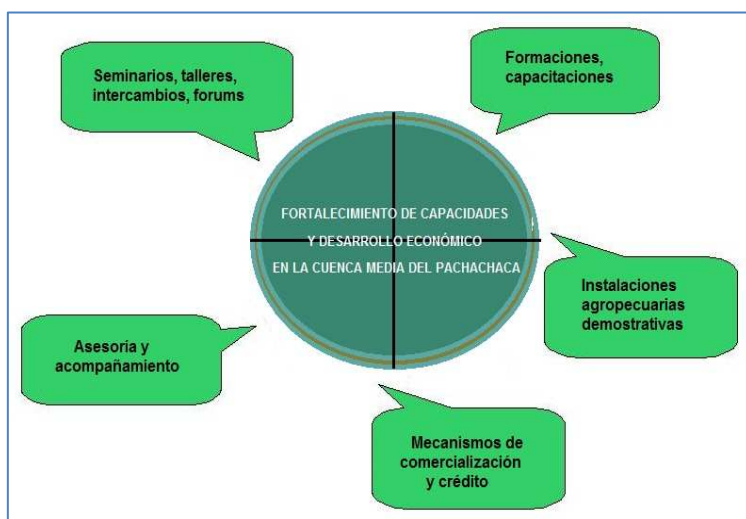 Seminarios, talleres,
intercambios, forums
Formaciones,
capacitaciones
FORTALECIMIENTO DE CAPACIDADES
Y DESARROLLO ECONÓMICO
EN LA CUENCA MEDIA DEL PACHACHACA
Instalaciones
agropecuarias
demostrativas
Asesoria y
acompañamiento
Mecanismos de
comercialización
y crédito